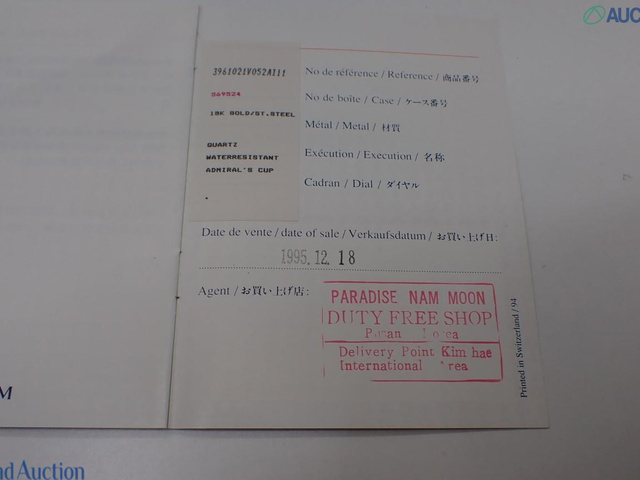 AUC
3961021V052A111
No de référence / Reference / 商品番号
569524
No de boîte / Case / ケース番号
18K GOLD/ST.STEEL
Métal / Metal / 材質
QUARTZ
Exécution / Execution / 名称
WATERRESISTANT
ADMIRAL'S CUP
Cadran / Dial / ダイヤル
Date de vente / date of sale / Verkaufsdatum / お買い上げ日:
1995.12.18
Agent / お買い上げ店:
PARADISE NAM MOON
DUTY FREE SHOP
Delivery Point Kim hae
International
Printed in Switzerland / 94
M
nd Auction